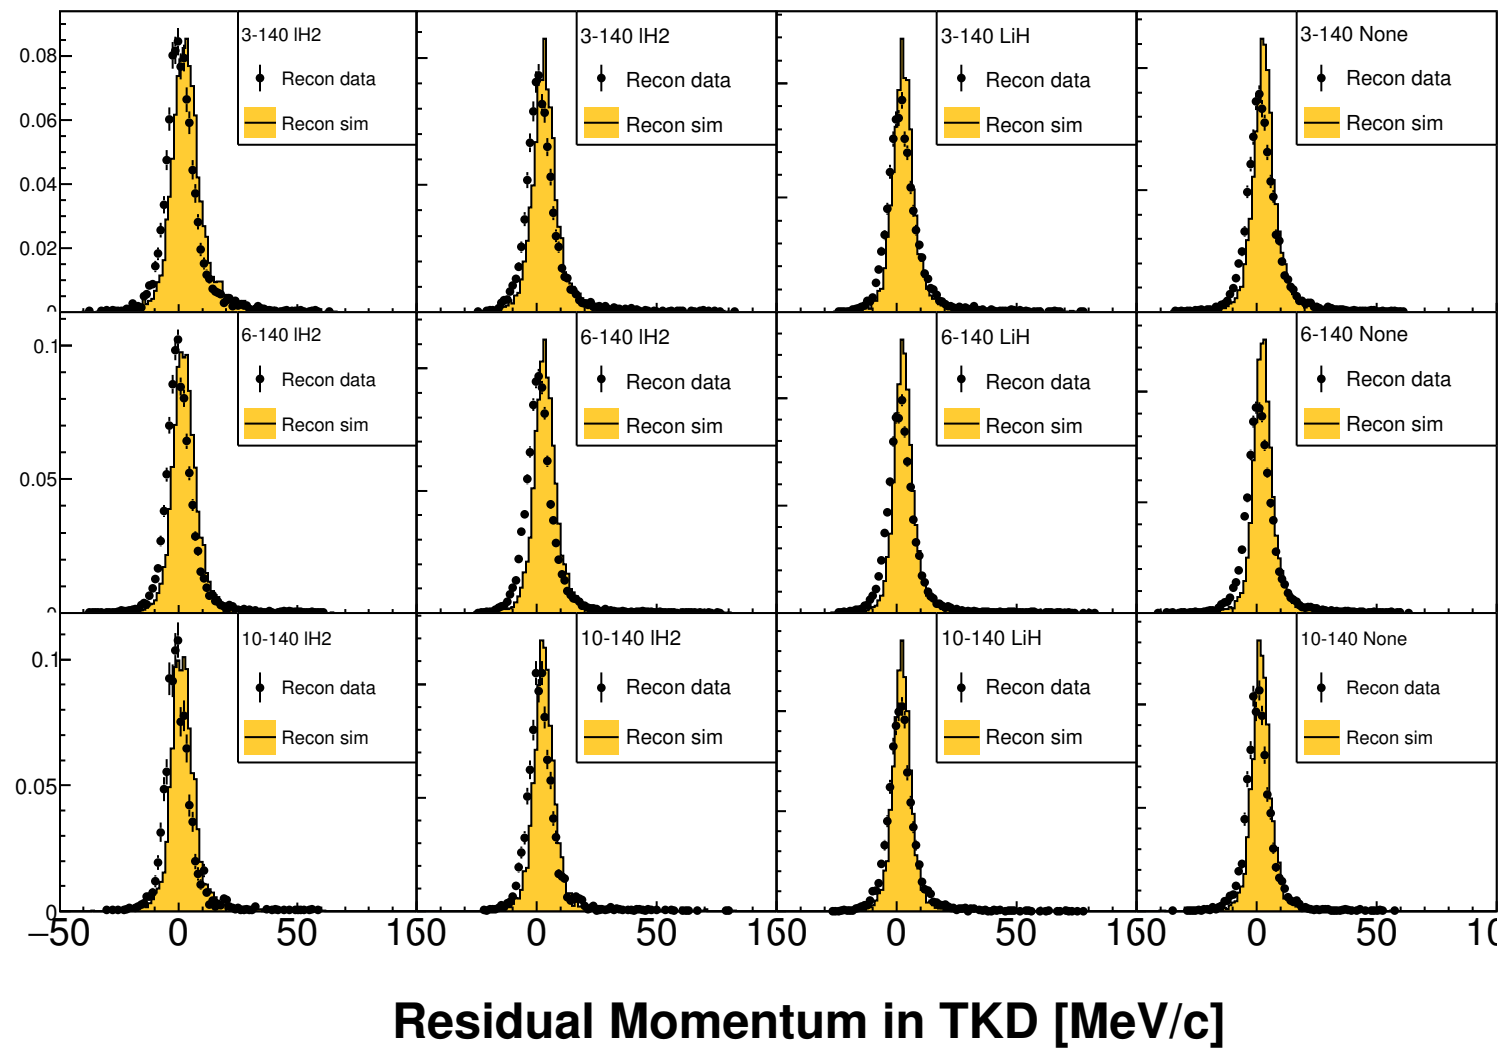 3-140 lH2
Recon data
Recon sim
3-140 lH2
Recon data
Recon sim
3-140 LiH
Recon data
Recon sim
3-140 None
Recon data
Recon sim
0.08
0.06
0.04
0.02
0
6-140 lH2
Recon data
Recon sim
6-140 lH2
Recon data
Recon sim
6-140 LiH
Recon data
Recon sim
6-140 None
Recon data
Recon sim
0.1
0.05
0
10-140 lH2
Recon data
Recon sim
10-140 lH2
Recon data
Recon sim
10-140 LiH
Recon data
Recon sim
10-140 None
Recon data
Recon sim
0.1
0.05
0
−50 0 50 0 50 0 50 0 50
Residual Momentum in TKD [MeV/c]